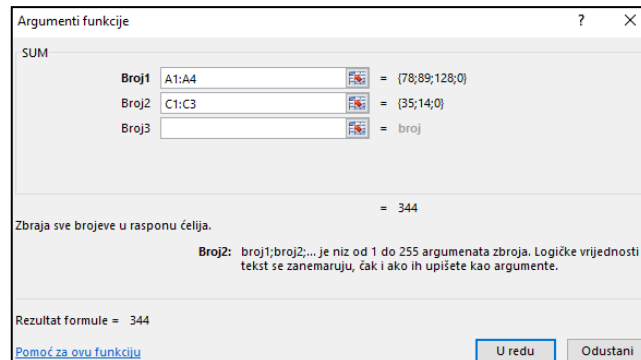 Argumenti funkcije ? X
SUM
Broj1 A1:A4 = {78;89;128;0}
Broj2 C1:C3 = {35;14;0}
Broj3 = broj
= 344
Zbraja sve brojeve u rasponu ćelija.
Broj2: broj1;broj2;... je niz od 1 do 255 argumenata zbroja. Logičke vrijednosti
tekst se zanemaruju, čak i ako ih upišete kao argumente.
Rezultat formule = 344
Pomoć za ovu funkciju U redu Odustani